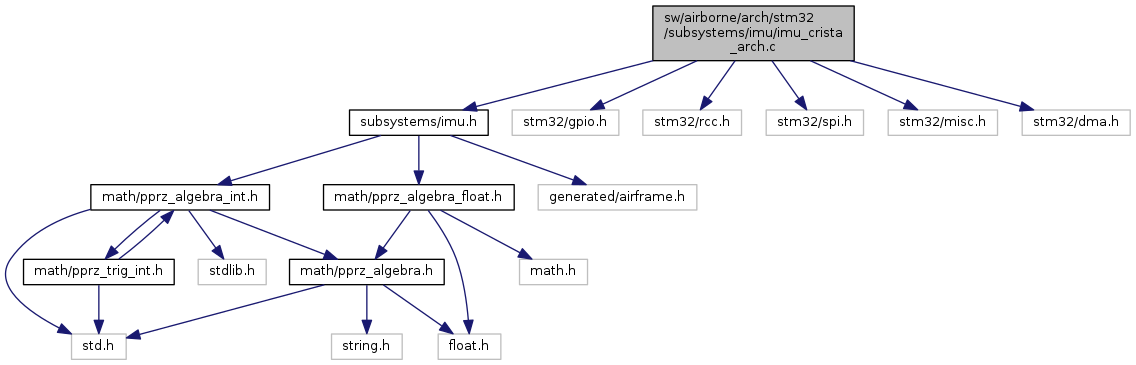 sw/airborne/arch/stm32
/subsystems/imu/imu_crista
_arch.c
subsystems/imu.h
stm32/gpio.h
stm32/rcc.h
stm32/spi.h
stm32/misc.h
stm32/dma.h
math/pprz_algebra_int.h
math/pprz_algebra_float.h
generated/airframe.h
math/pprz_trig_int.h
stdlib.h
math/pprz_algebra.h
math.h
std.h
string.h
float.h